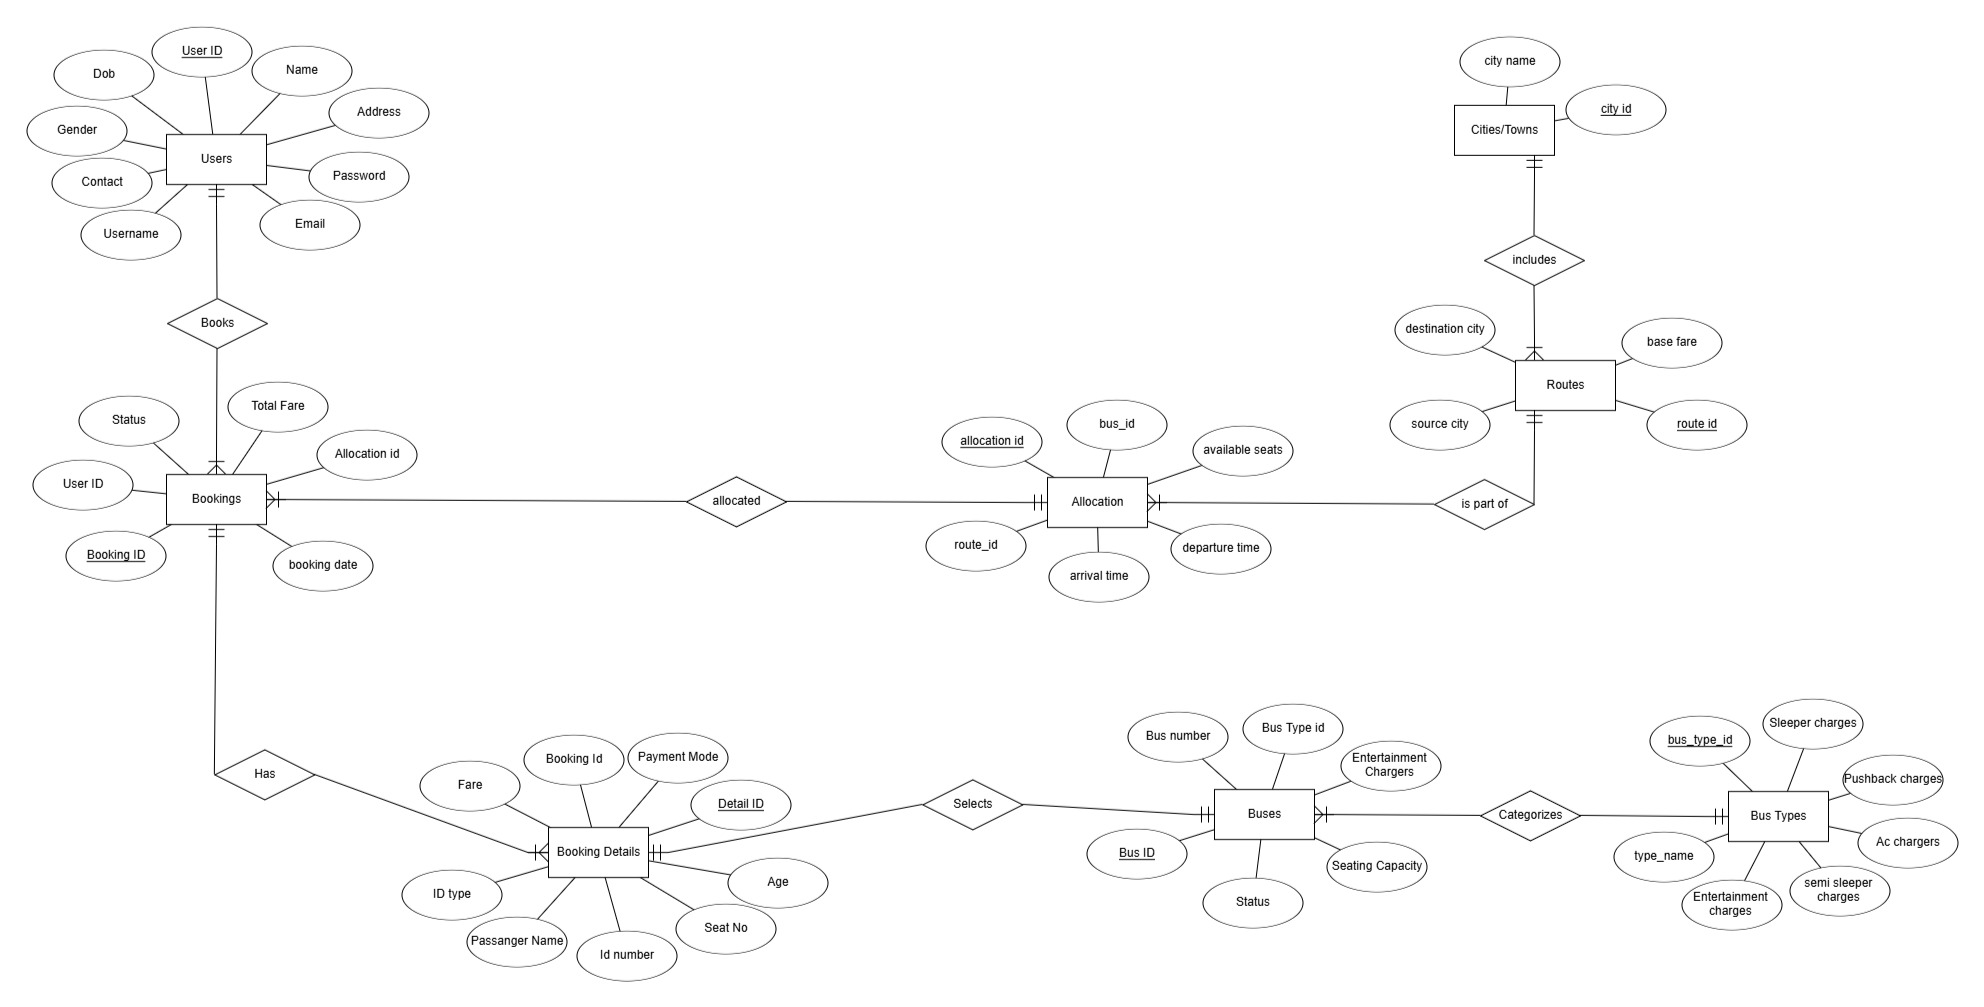 User ID
Dob
Name
Address
Gender
Users
Password
Contact
Username
Email
Books
Status
Total Fare
Allocation id
User ID
Bookings
Booking ID
booking date
allocated
city name
city id
Cities/Towns
includes
destination city
base fare
Routes
source city
route id
allocation id
bus_id
available seats
Allocation
is part of
route_id
departure time
arrival time
Has
Fare
Booking Id
Payment Mode
Detail ID
Booking Details
ID type
Age
Passanger Name
Id number
Seat No
Selects
Bus number
Bus Type id
Entertainment
Chargers
Buses
Bus ID
Seating Capacity
Status
Categorizes
bus_type_id
Sleeper charges
Pushback charges
Bus Types
Ac chargers
type_name
Entertainment
charges
semi sleeper
charges